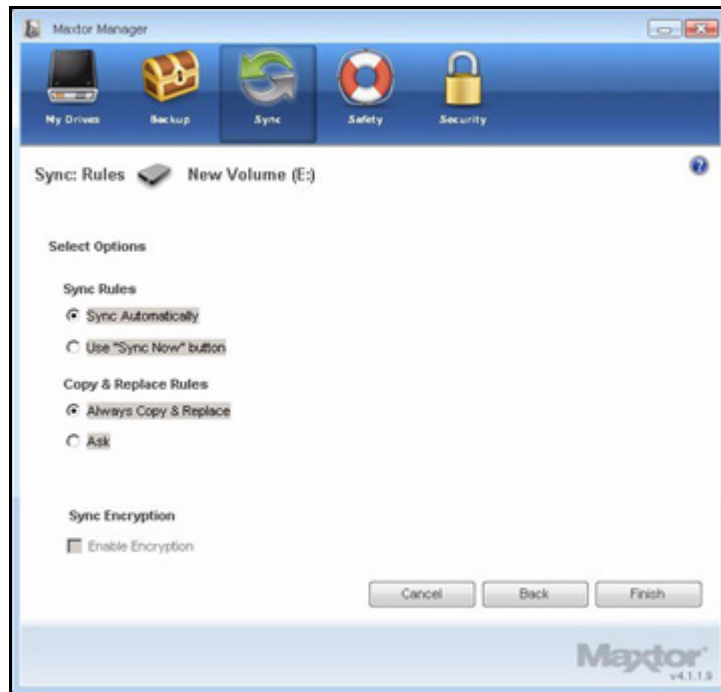 Maxtor Manager
My Drives Backup Sync Safety Security
Sync: Rules New Volume (E:)
?
Select Options
Sync Rules
Sync Automatically
Use "Sync Now" button
Copy & Replace Rules
Always Copy & Replace
Ask
Sync Encryption
Enable Encryption
Cancel Back Finish
Maxtor
v4.1.1.9